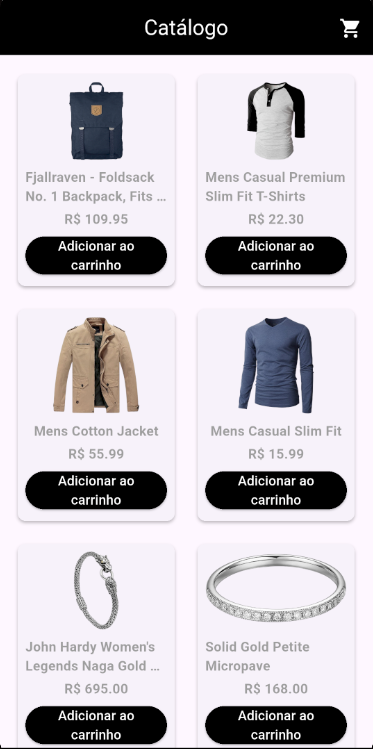 Catálogo
Fjallraven - Foldsack
No. 1 Backpack, Fits ...
R$ 109.95
Adicionar ao
carrinho
Mens Casual Premium
Slim Fit T-Shirts
R$ 22.30
Adicionar ao
carrinho
Mens Cotton Jacket
R$ 55.99
Adicionar ao
carrinho
Mens Casual Slim Fit
R$ 15.99
Adicionar ao
carrinho
John Hardy Women's
Legends Naga Gold ...
R$ 695.00
Adicionar ao
carrinho
Solid Gold Petite
Micropave
R$ 168.00
Adicionar ao
carrinho